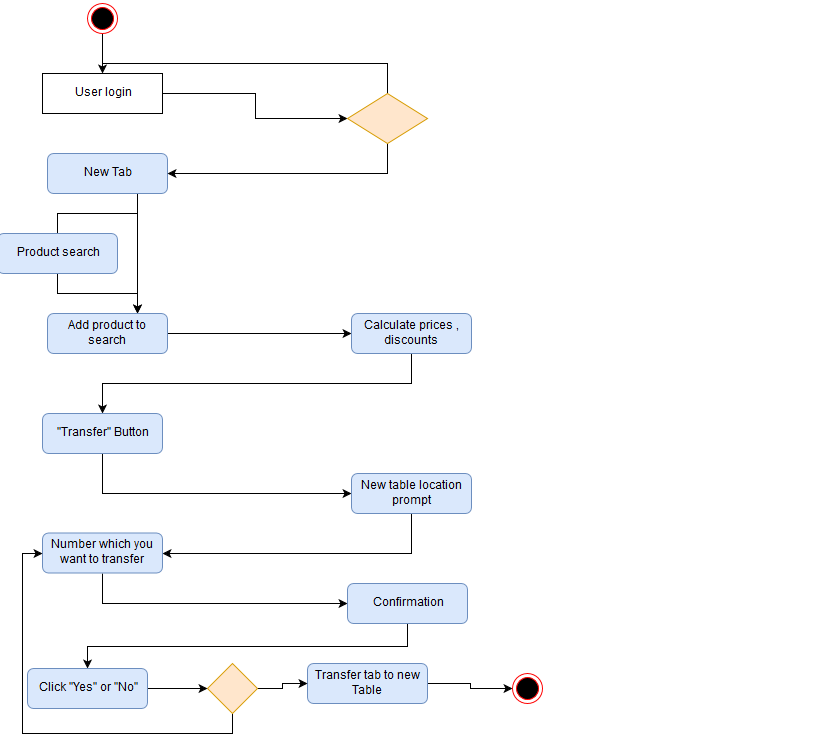 User login
New Tab
Product search
Add product to
search
Calculate prices ,
discounts
"Transfer" Button
New table location
prompt
Number which you
want to transfer
Confirmation
Click "Yes" or "No"
Transfer tab to new
Table